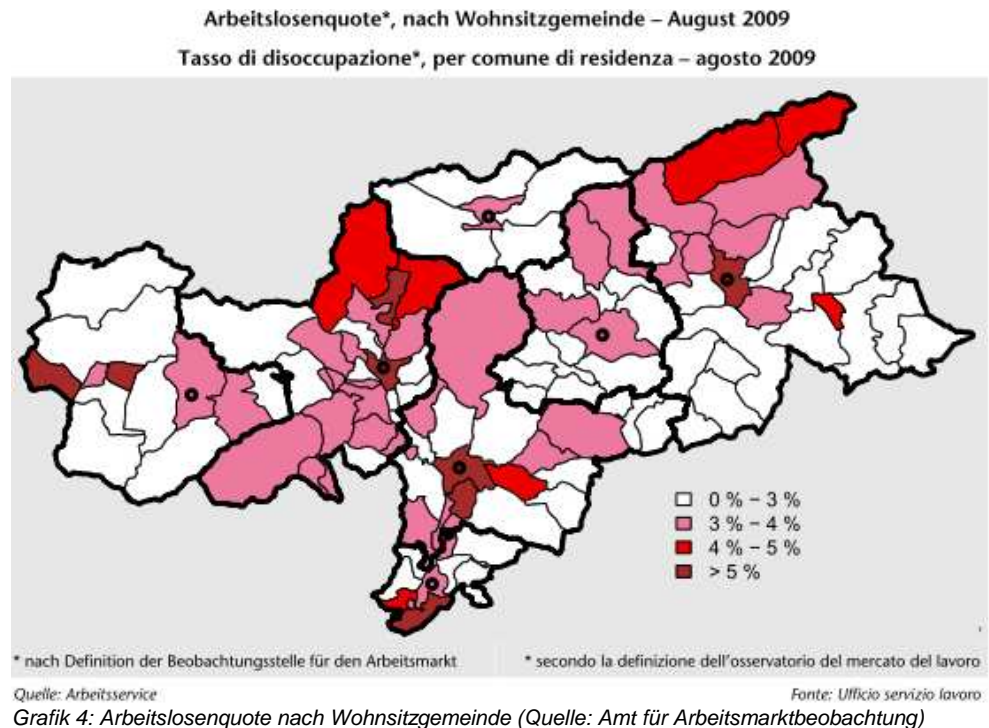 Arbeitslosenquote*, nach Wohnsitzgemeinde – August 2009
Tasso di disoccupazione*, per comune di residenza – agosto 2009
0 % – 3 %
3 % – 4 %
4 % – 5 %
> 5 %
* nach Definition der Beobachtungsstelle für den Arbeitsmarkt
* secondo la definizione dell'osservatorio del mercato del lavoro
Quelle: Arbeitsservice
Fonte: Ufficio servizio lavoro
Grafik 4: Arbeitslosenquote nach Wohnsitzgemeinde (Quelle: Amt für Arbeitsmarktbeobachtung)